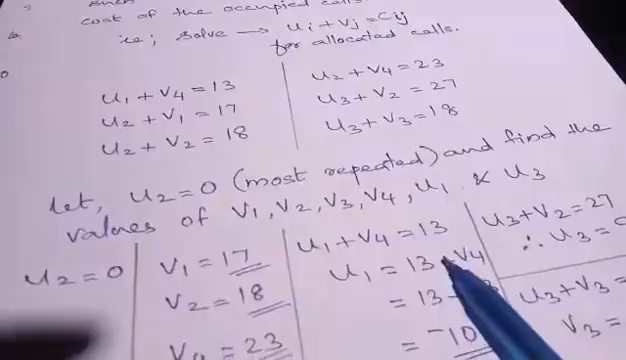 cost of the occupied cells
ie; solve → ui + vj = cij
for allocated calls.
u1 + v4 = 13
u2 + v1 = 17
u2 + v2 = 18
u2 + v4 = 23
u3 + v2 = 27
u3 + v3 = 18
let, u2 = 0 (most repeated) and find the
values of v1, v2, v3, v4, u1 & u3
u2 = 0
v1 = 17
v2 = 18
= 23
u1 + v4 = 13
u1 = 13 - v4
= 13 -
= -10
u3 + v2 = 27
∴ u3 =
u3 + v3 =
v3 =